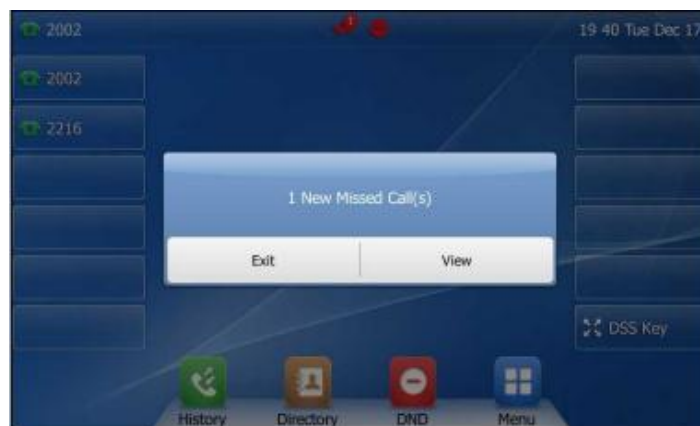 2002
19 40 Tue Dec 17
2002
2216
1 New Missed Call(s)
Exit
View
DSS Key
History
Directory
DND
Menu